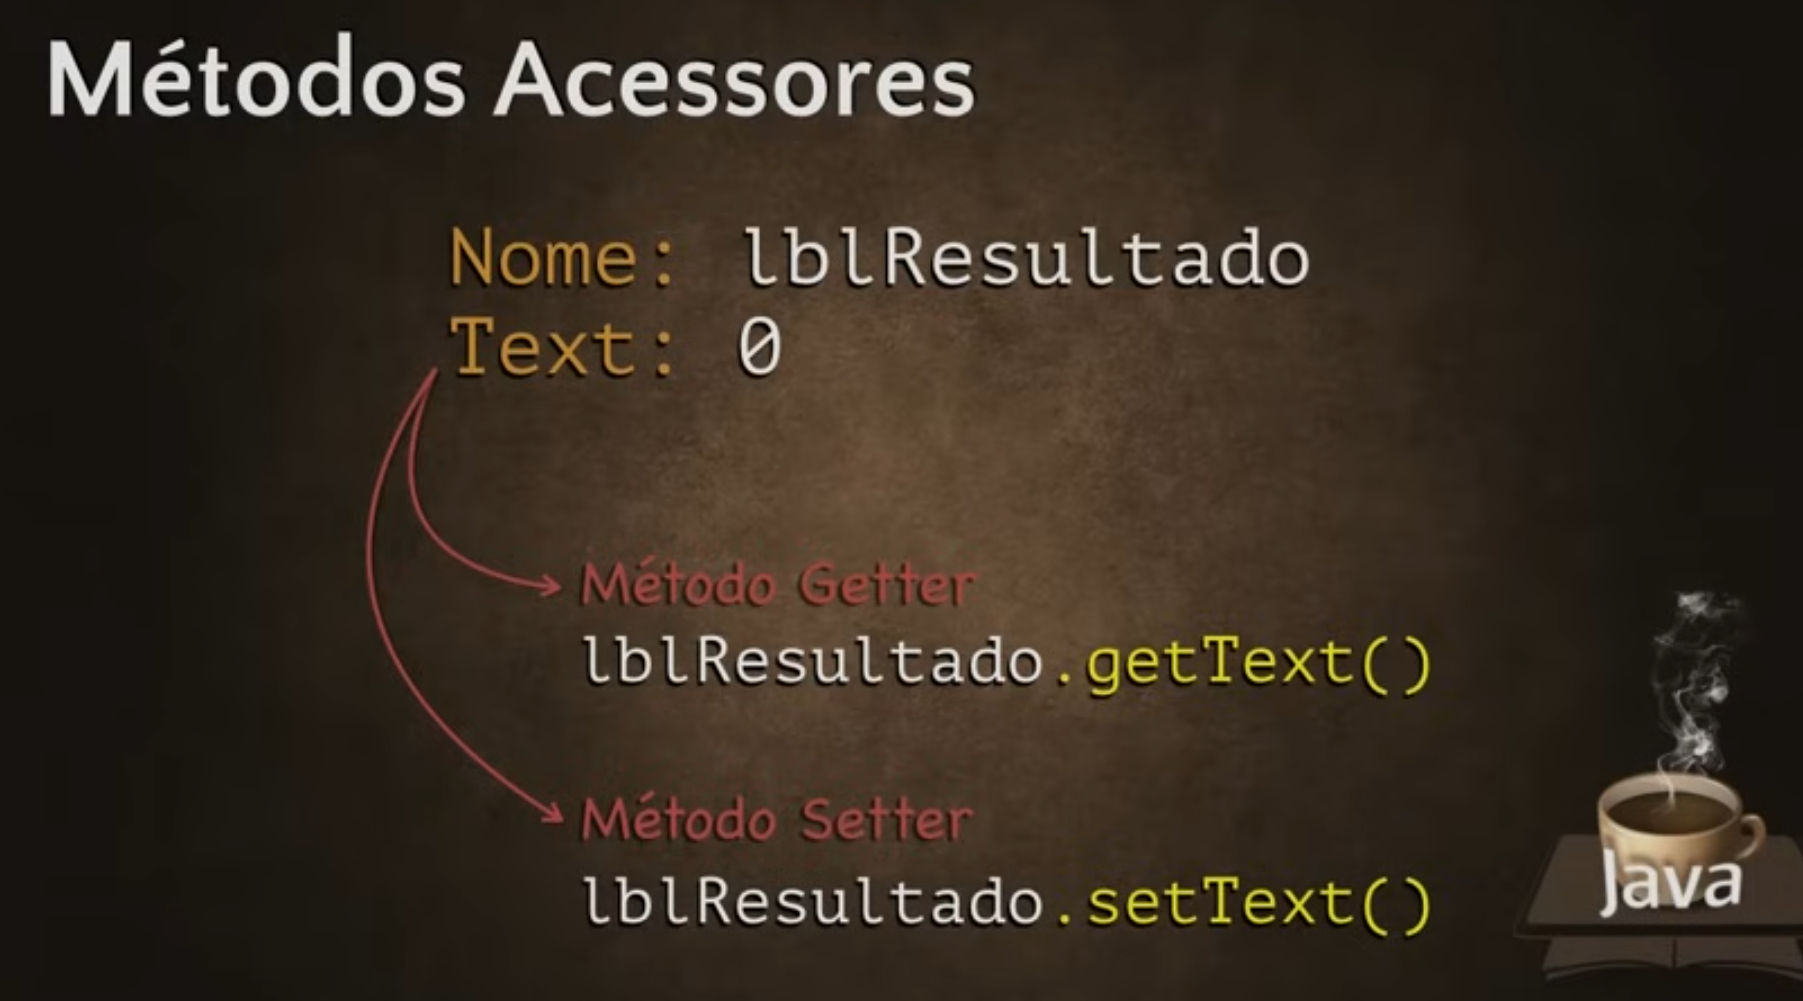 Métodos Acessores
Nome: lblResultado
Text: 0
Método Getter
lblResultado.getText()
Método Setter
lblResultado.setText()
Java